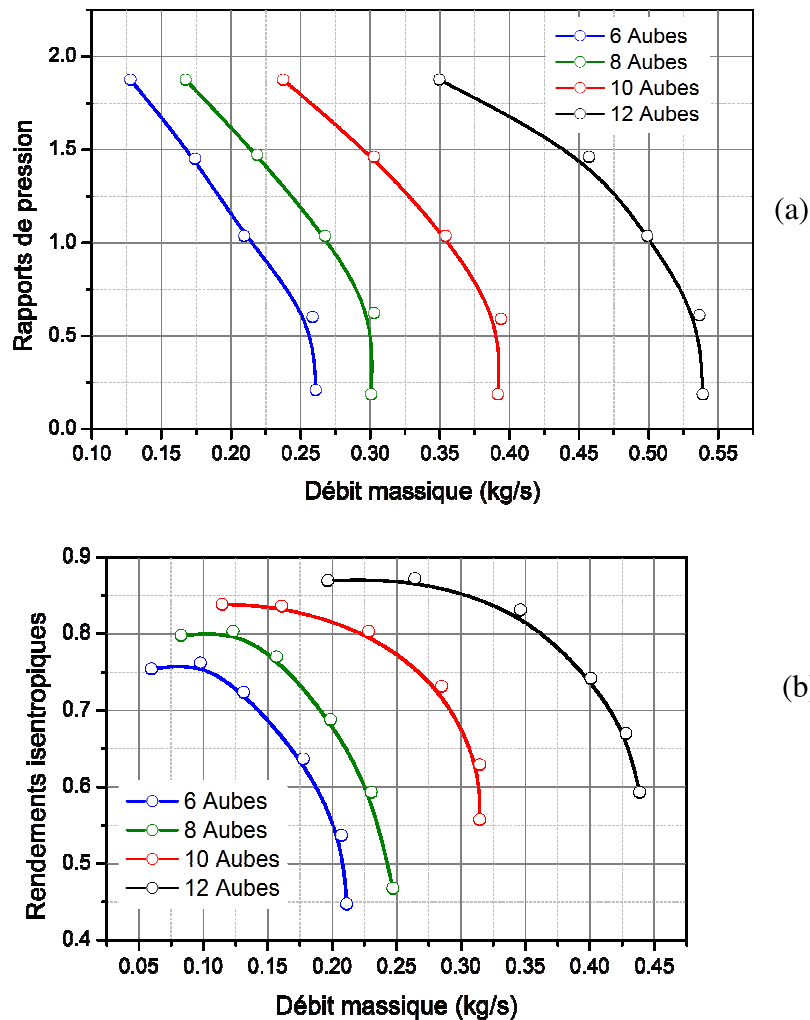 6 Aubes
8 Aubes
10 Aubes
12 Aubes
2.0
1.5
1.0
0.5
0.0
Rapports de pression
(a)
0.10 0.15 0.20 0.25 0.30 0.35 0.40 0.45 0.50 0.55
Débit massique (kg/s)
0.9
0.8
0.7
0.6
0.5
0.4
Rendements isentropiques
(b)
6 Aubes
8 Aubes
10 Aubes
12 Aubes
0.05 0.10 0.15 0.20 0.25 0.30 0.35 0.40 0.45
Débit massique (kg/s)